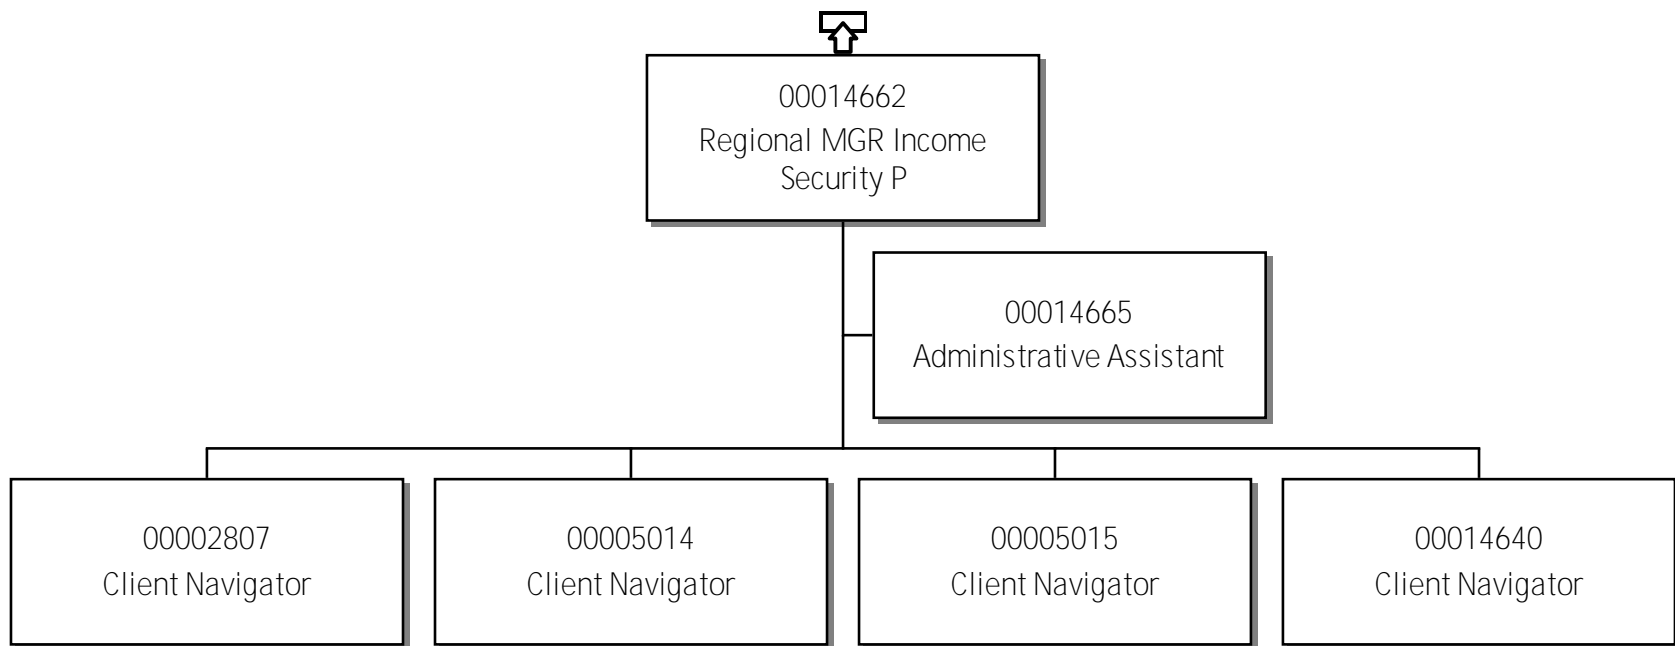 00014662
Regional MGR Income
Security P
00014665
Administrative Assistant
00002807
Client Navigator
00005014
Client Navigator
00005015
Client Navigator
00014640
Client Navigator